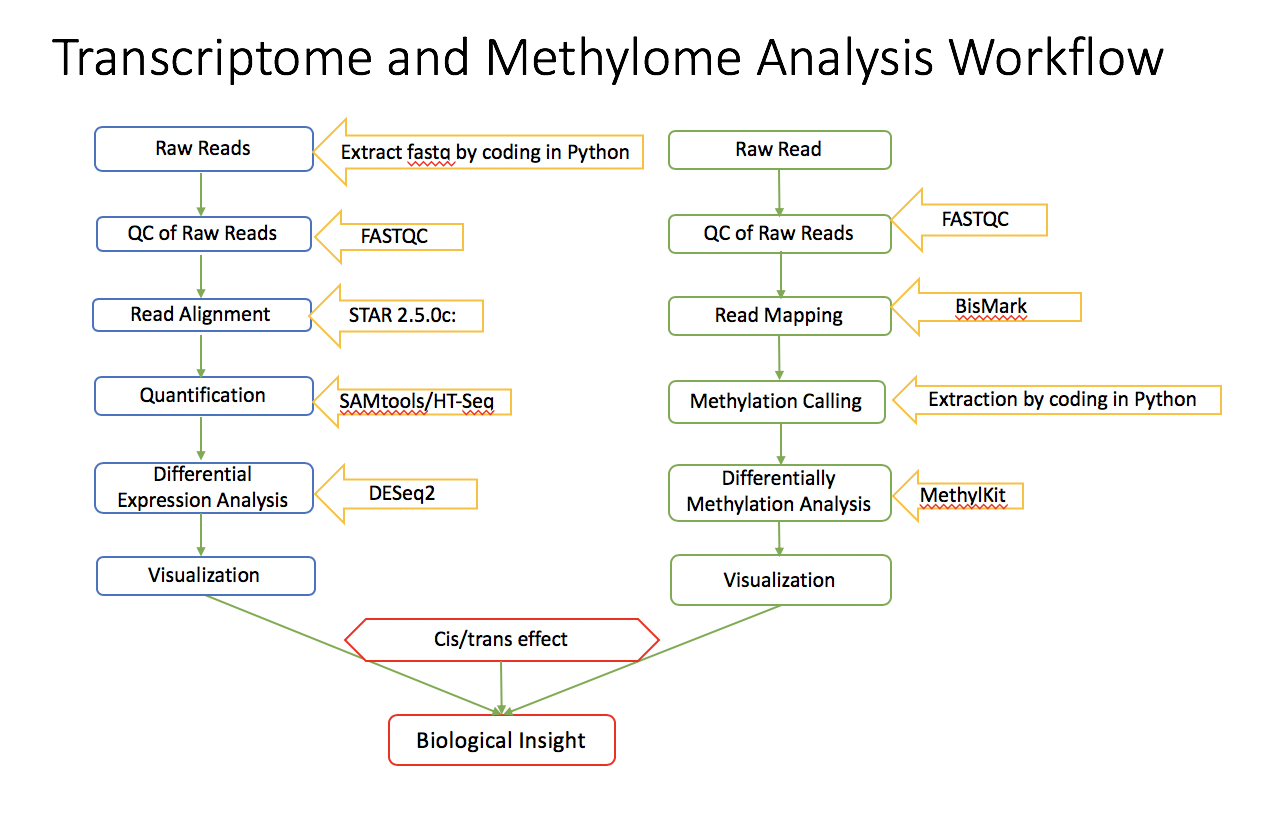 Transcriptome and Methylome Analysis Workflow
Raw Reads
Extract fastq by coding in Python
QC of Raw Reads
FASTQC
Read Alignment
STAR 2.5.0c:
Quantification
SAMtools/HT-Seq
Differential
Expression Analysis
DESeq2
Visualization
Raw Read
QC of Raw Reads
FASTQC
Read Mapping
BisMark
Methylation Calling
Extraction by coding in Python
Differentially
Methylation Analysis
MethylKit
Visualization
Cis/trans effect
Biological Insight